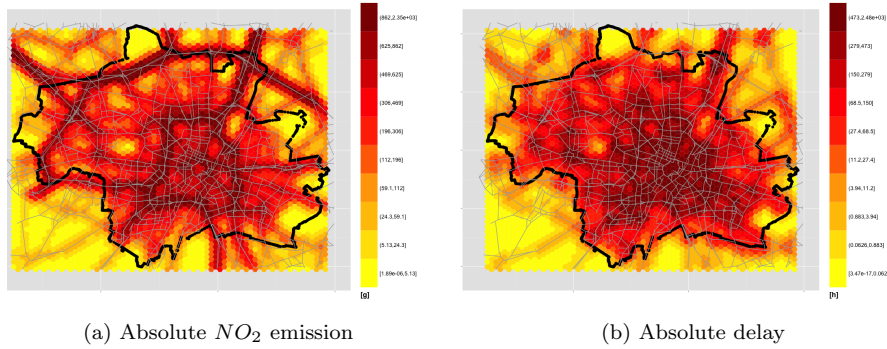 (862,2.35e+03]
(625,862]
(469,625]
(306,469]
(196,306]
(112,196]
(59.1,112]
(24.3,59.1]
(5.13,24.3]
[1.89e-06,5.13]
[g]
(473,2.48e+03]
(279,473]
(150,279]
(68.5,150]
(27.4,68.5]
(11.2,27.4]
(3.94,11.2]
(0.883,3.94]
(0.0626,0.883]
[3.47e-17,0.062
[h]
(a) Absolute NO₂ emission
(b) Absolute delay